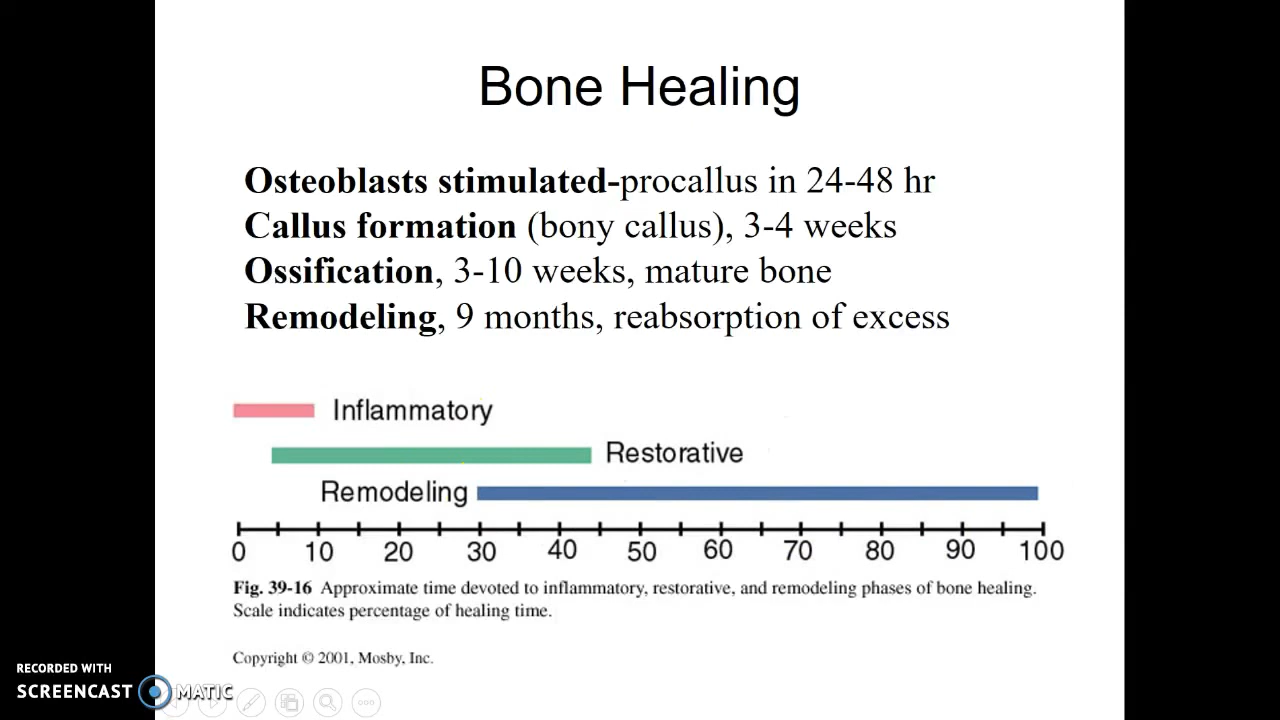 Bone Healing
Osteoblasts stimulated-procallus in 24-48 hr
Callus formation (bony callus), 3-4 weeks
Ossification, 3-10 weeks, mature bone
Remodeling, 9 months, reabsorption of excess
Inflammatory
Restorative
Remodeling
0 10 20 30 40 50 60 70 80 90 100
Fig. 39-16 Approximate time devoted to inflammatory, restorative, and remodeling phases of bone healing.
Scale indicates percentage of healing time.
Copyright © 2001, Mosby, Inc.
RECORDED WITH
SCREENCAST MATIC